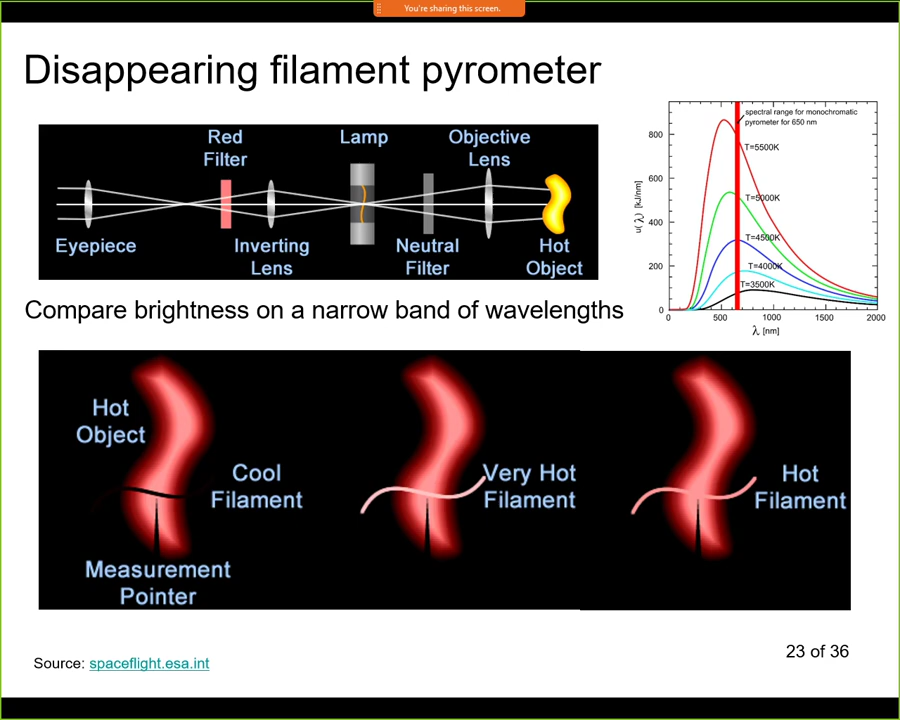 You're sharing this screen.
Disappearing filament pyrometer
Red
Filter
Lamp
Objective
Lens
Eyepiece
Inverting
Lens
Neutral
Filter
Hot
Object
spectral range for monochromatic
pyrometer for 650 nm
T=5500K
T=5000K
T=4500K
T=4000K
T=3500K
u(λ) [kJ/nm]
800
600
400
200
0
0
500
1000
1500
2000
λ [nm]
Compare brightness on a narrow band of wavelengths
Hot
Object
Cool
Filament
Measurement
Pointer
Very Hot
Filament
Hot
Filament
Source: spaceflight.esa.int
23 of 36